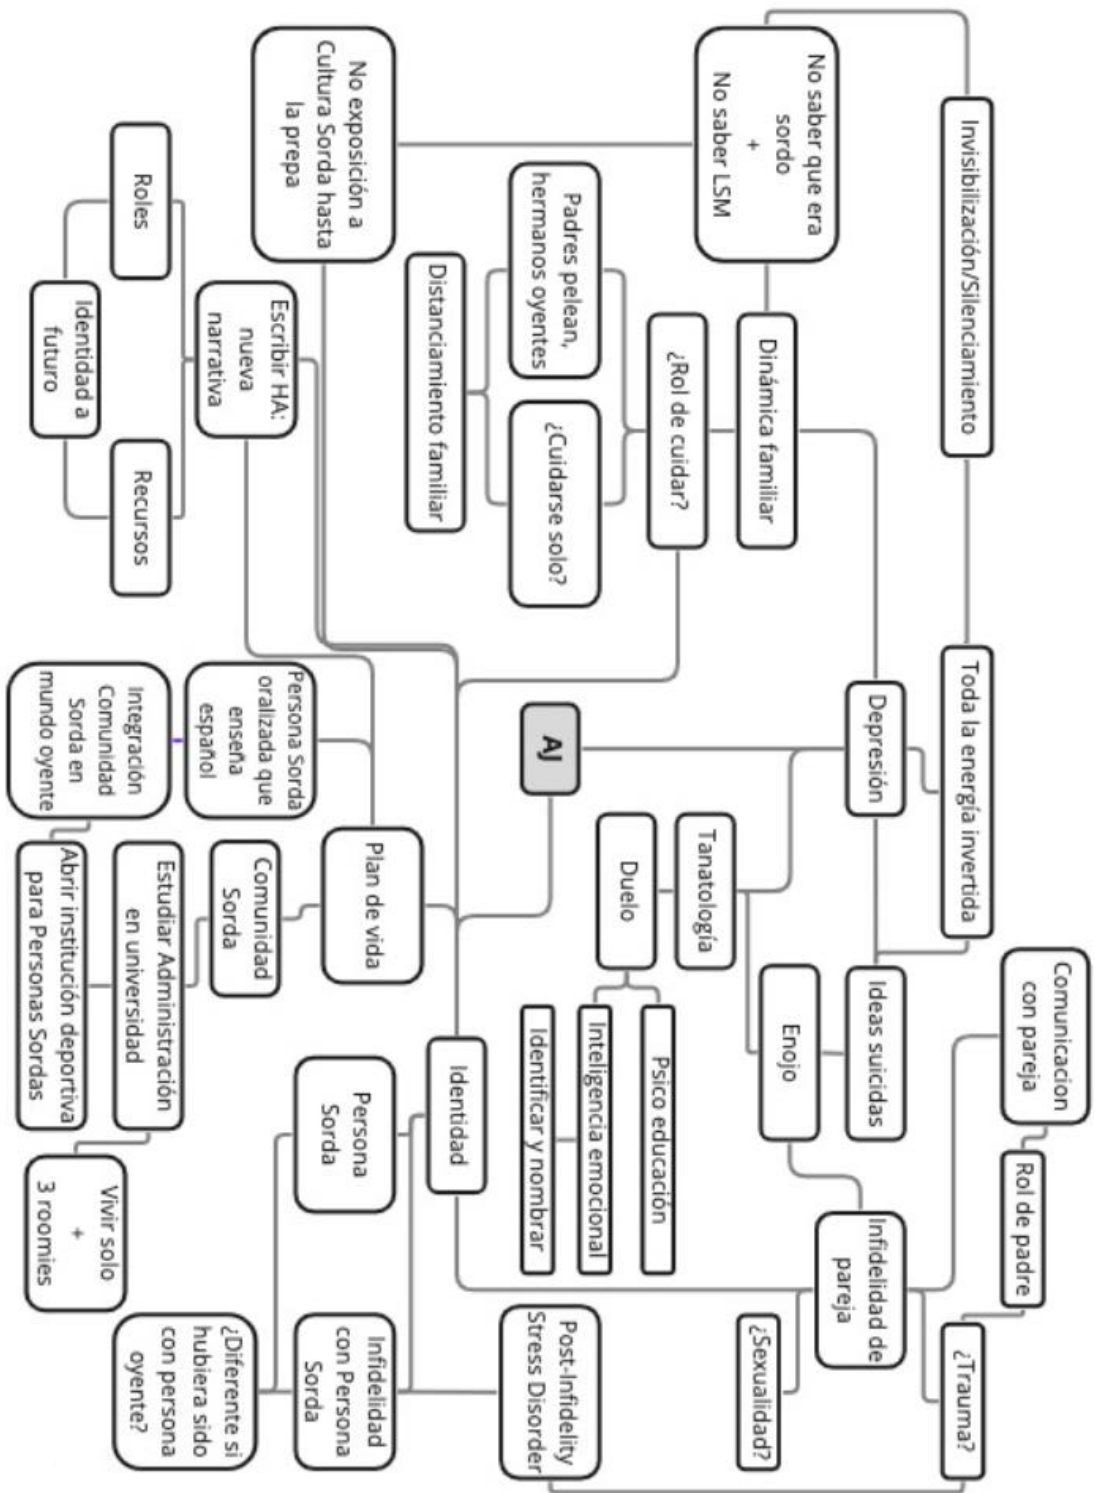 Invisibilización/Silenciamiento
Toda la energía invertida
Comunicacion
con pareja
Rol de padre
¿Trauma?
No saber que era
sordo
+
No saber LSM
Dinámica familiar
Depresión
Ideas suicidas
Infidelidad de
pareja
¿Rol de cuidar?
Enojo
¿Sexualidad?
Padres pelean,
hermanos oyentes
¿Cuidarse solo?
Tanatología
Duelo
Psico educación
Inteligencia emocional
Identificar y nombrar
Post-Infidelity
Stress Disorder
Distanciamiento familiar
AJ
No exposición a
Cultura Sorda hasta
la prepa
Identidad
Escribir HA:
nueva
narrativa
Plan de vida
Persona
Sorda
Infidelidad
con Persona
Sorda
Roles
Recursos
Persona Sorda
oralizada que
enseña
español
Comunidad
Sorda
¿Diferente si
hubiera sido
con persona
oyente?
Identidad a
futuro
Integración
Comunidad
Sorda en
mundo oyente
Estudiar Administración
en universidad
Abrir institución deportiva
para Personas Sordas
Vivir solo
+
3 roomies